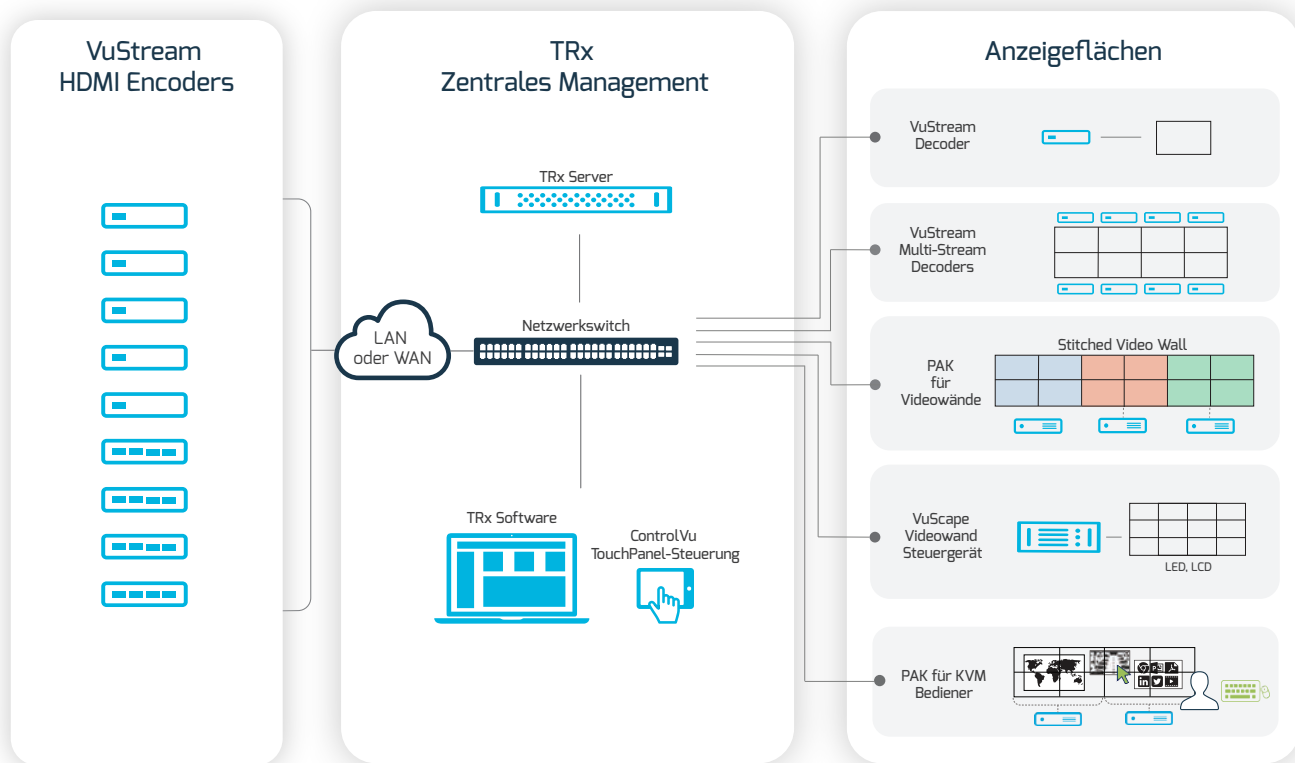 VuStream
HDMI Encoders
TRx
Zentrales Management
TRx Server
LAN
oder WAN
Netzwerkswitch
TRx Software
ControlVu
TouchPanel-Steuerung
Anzeigeflächen
VuStream
Decoder
VuStream
Multi-Stream
Decoders
PAK
für
Videowände
Stitched Video Wall
VuScape
Videowand
Steuergerät
LED, LCD
PAK für KVM
Bediener